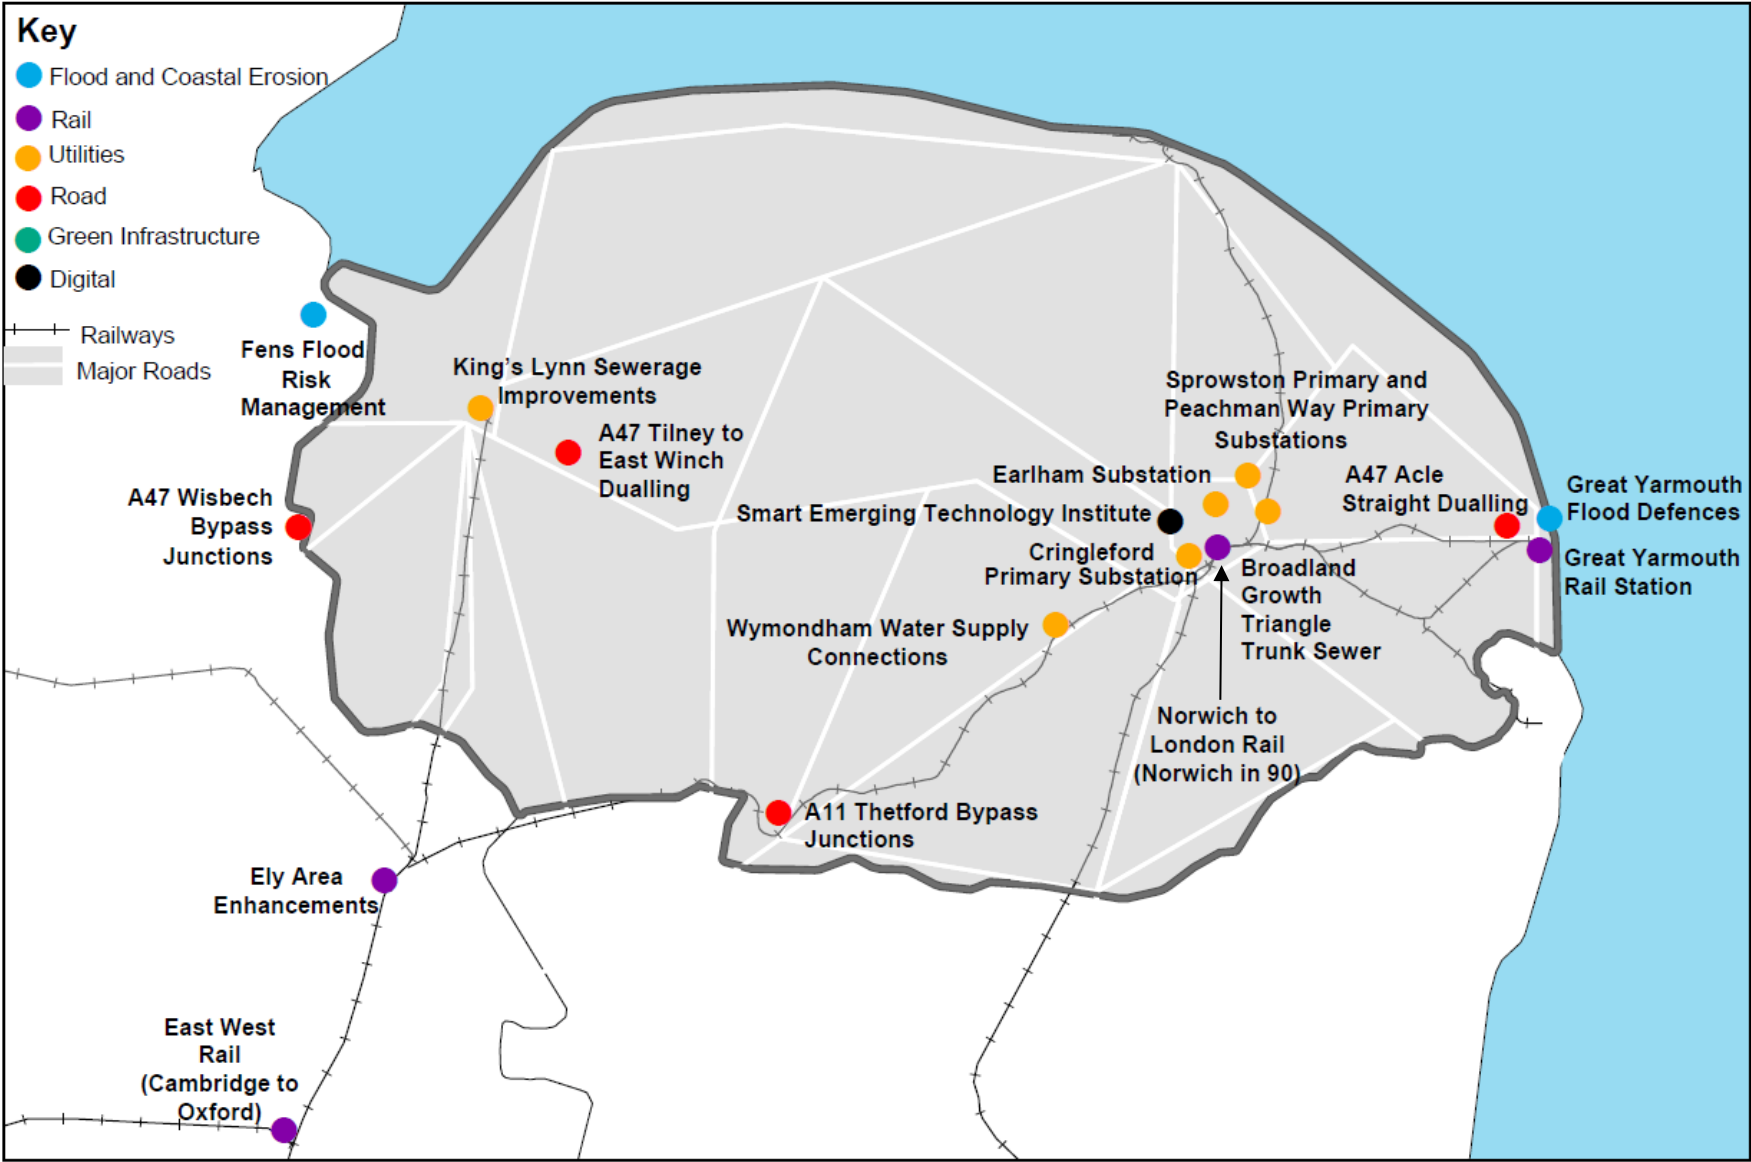 Key
Flood and Coastal Erosion
Rail
Utilities
Road
Green Infrastructure
Digital
Railways
Major Roads
Fens Flood
Risk
Management
King's Lynn Sewerage
Improvements
A47 Tilney to
East Winch
Dualling
A47 Wisbech
Bypass
Junctions
Sprowston Primary and
Peachman Way Primary
Substations
Earlham Substation
Smart Emerging Technology Institute
Cringleford
Primary Substation
A47 Acle
Straight Dualling
Great Yarmouth
Flood Defences
Great Yarmouth
Rail Station
Broadland
Growth
Triangle
Trunk Sewer
Wymondham Water Supply
Connections
Norwich to
London Rail
(Norwich in 90)
A11 Thetford Bypass
Junctions
Ely Area
Enhancements
East West
Rail
(Cambridge to
Oxford)